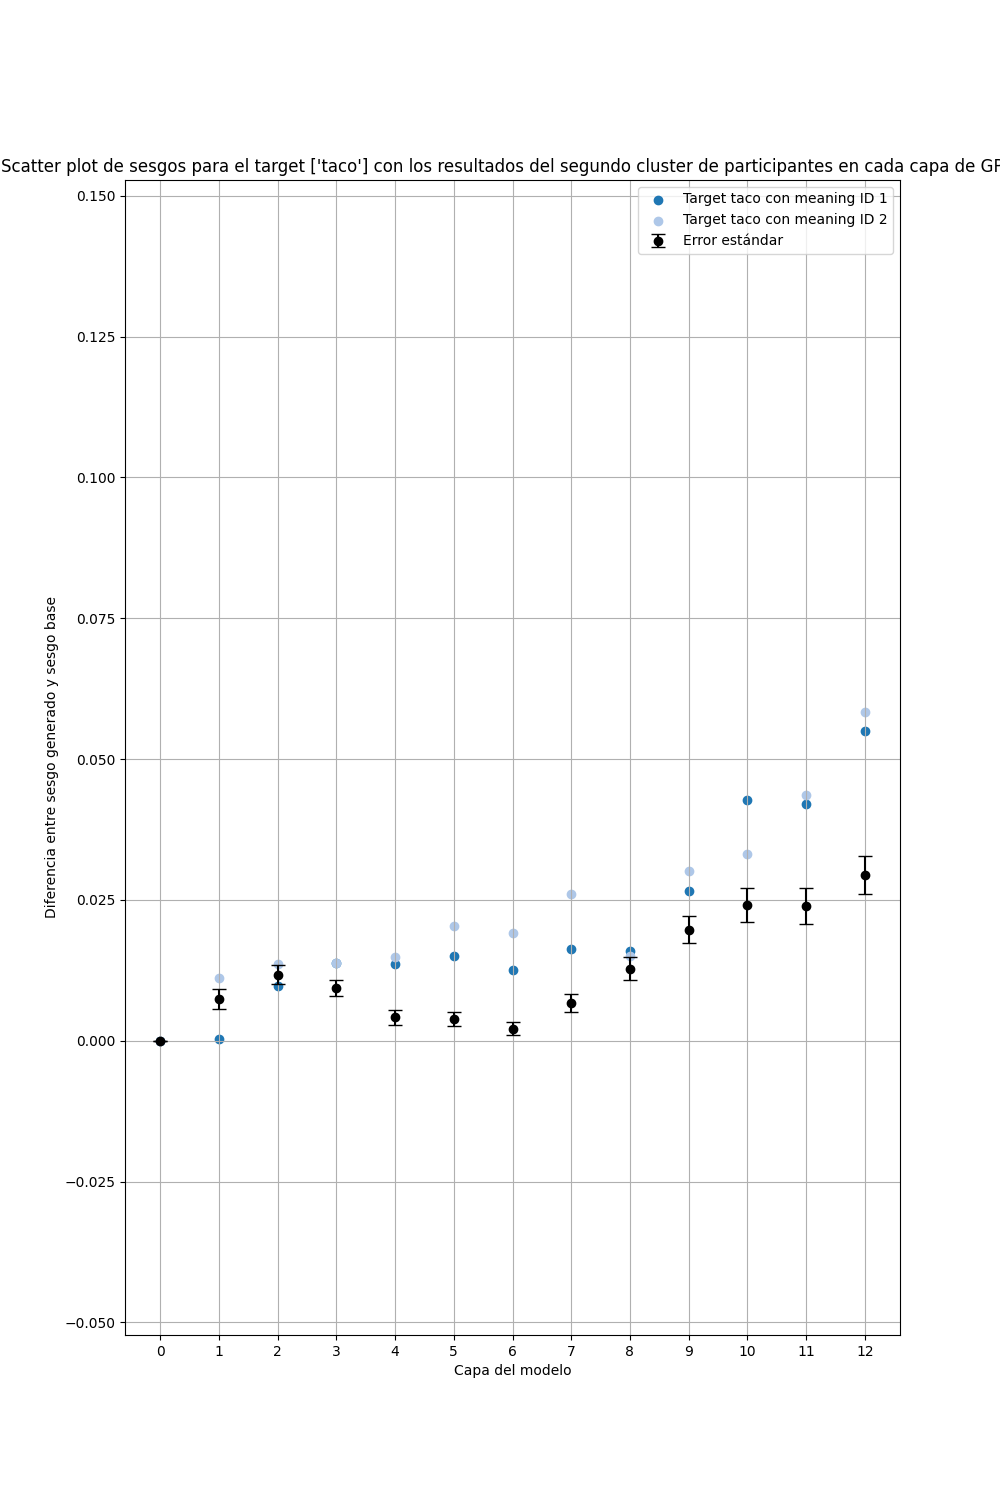 Scatter plot de sesgos para el target ['taco'] con los resultados del segundo cluster de participantes en cada capa de
Target taco con meaning ID 1
Target taco con meaning ID 2
Error estándar
Diferencia entre sesgo generado y sesgo base
0.150
0.125
0.100
0.075
0.050
0.025
0.000
−0.025
−0.050
0 1 2 3 4 5 6 7 8 9 10 11 12
Capa del modelo